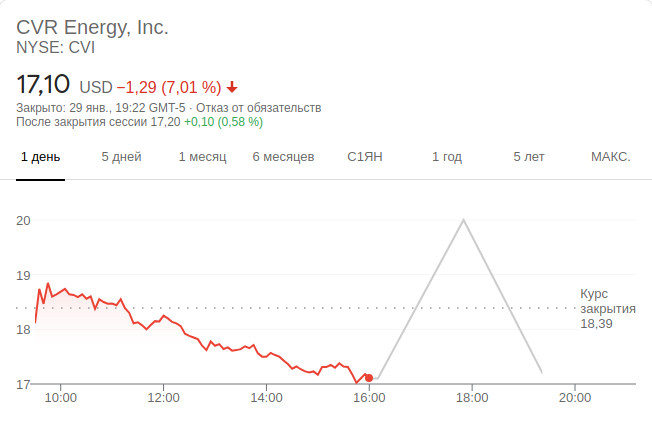 CVR Energy, Inc.
NYSE: CVI
17,10 USD −1,29 (7,01 %)
Закрыто: 29 янв., 19:22 GMT-5 · Отказ от обязательств
После закрытия сессии 17,20 +0,10 (0,58 %)
1 день 5 дней 1 месяц 6 месяцев С1ЯН 1 год 5 лет МАКС.
20
19
Курс
закрытия
18,39
18
17
10:00 12:00 14:00 16:00 18:00 20:00